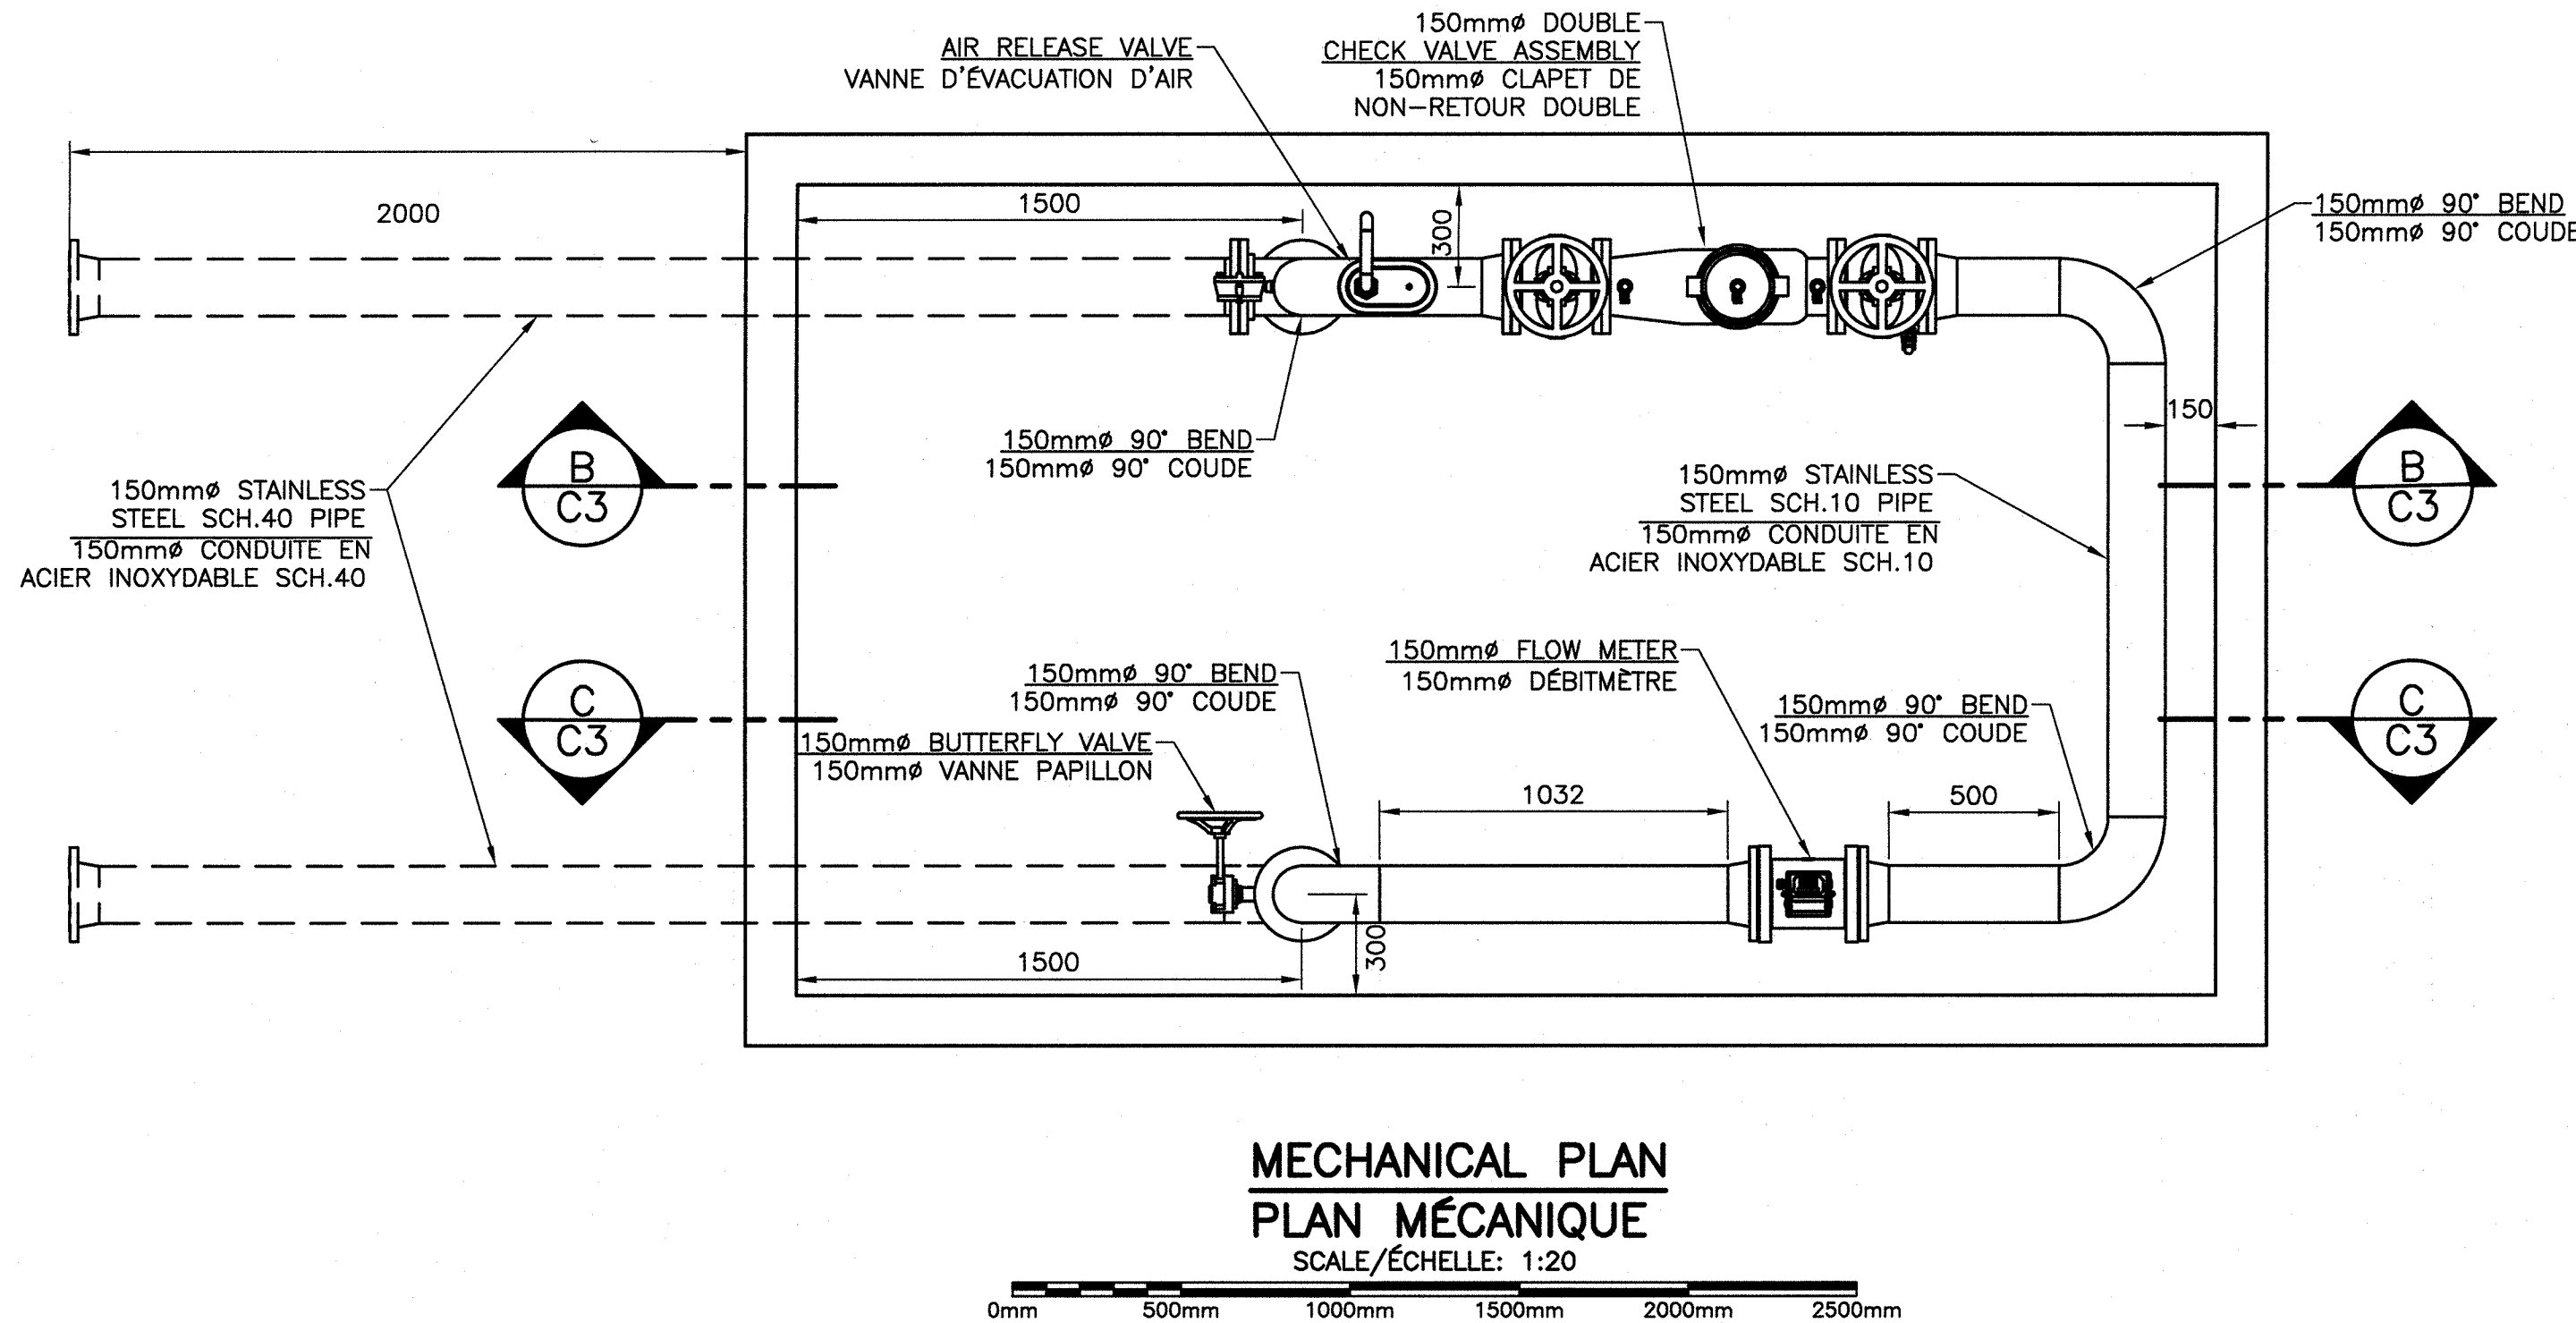 150mmø DOUBLE
CHECK VALVE ASSEMBLY
150mmø CLAPET DE
NON-RETOUR DOUBLE
AIR RELEASE VALVE
VANNE D'ÉVACUATION D'AIR
2000
1500
300
150mmø 90° BEND
150mmø 90° COUDE
150mmø 90° BEND
150mmø 90° COUDE
150
B
C3
B
C3
150mmø STAINLESS
STEEL SCH.40 PIPE
150mmø CONDUITE EN
ACIER INOXYDABLE SCH.40
150mmø STAINLESS
STEEL SCH.10 PIPE
150mmø CONDUITE EN
ACIER INOXYDABLE SCH.10
C
C3
C
C3
150mmø 90° BEND
150mmø 90° COUDE
150mmø FLOW METER
150mmø DÉBITMÈTRE
150mmø 90° BEND
150mmø 90° COUDE
150mmø BUTTERFLY VALVE
150mmø VANNE PAPILLON
1032
500
1500
300
MECHANICAL PLAN
PLAN MÉCANIQUE
SCALE/ÉCHELLE: 1:20
0mm 500mm 1000mm 1500mm 2000mm 2500mm